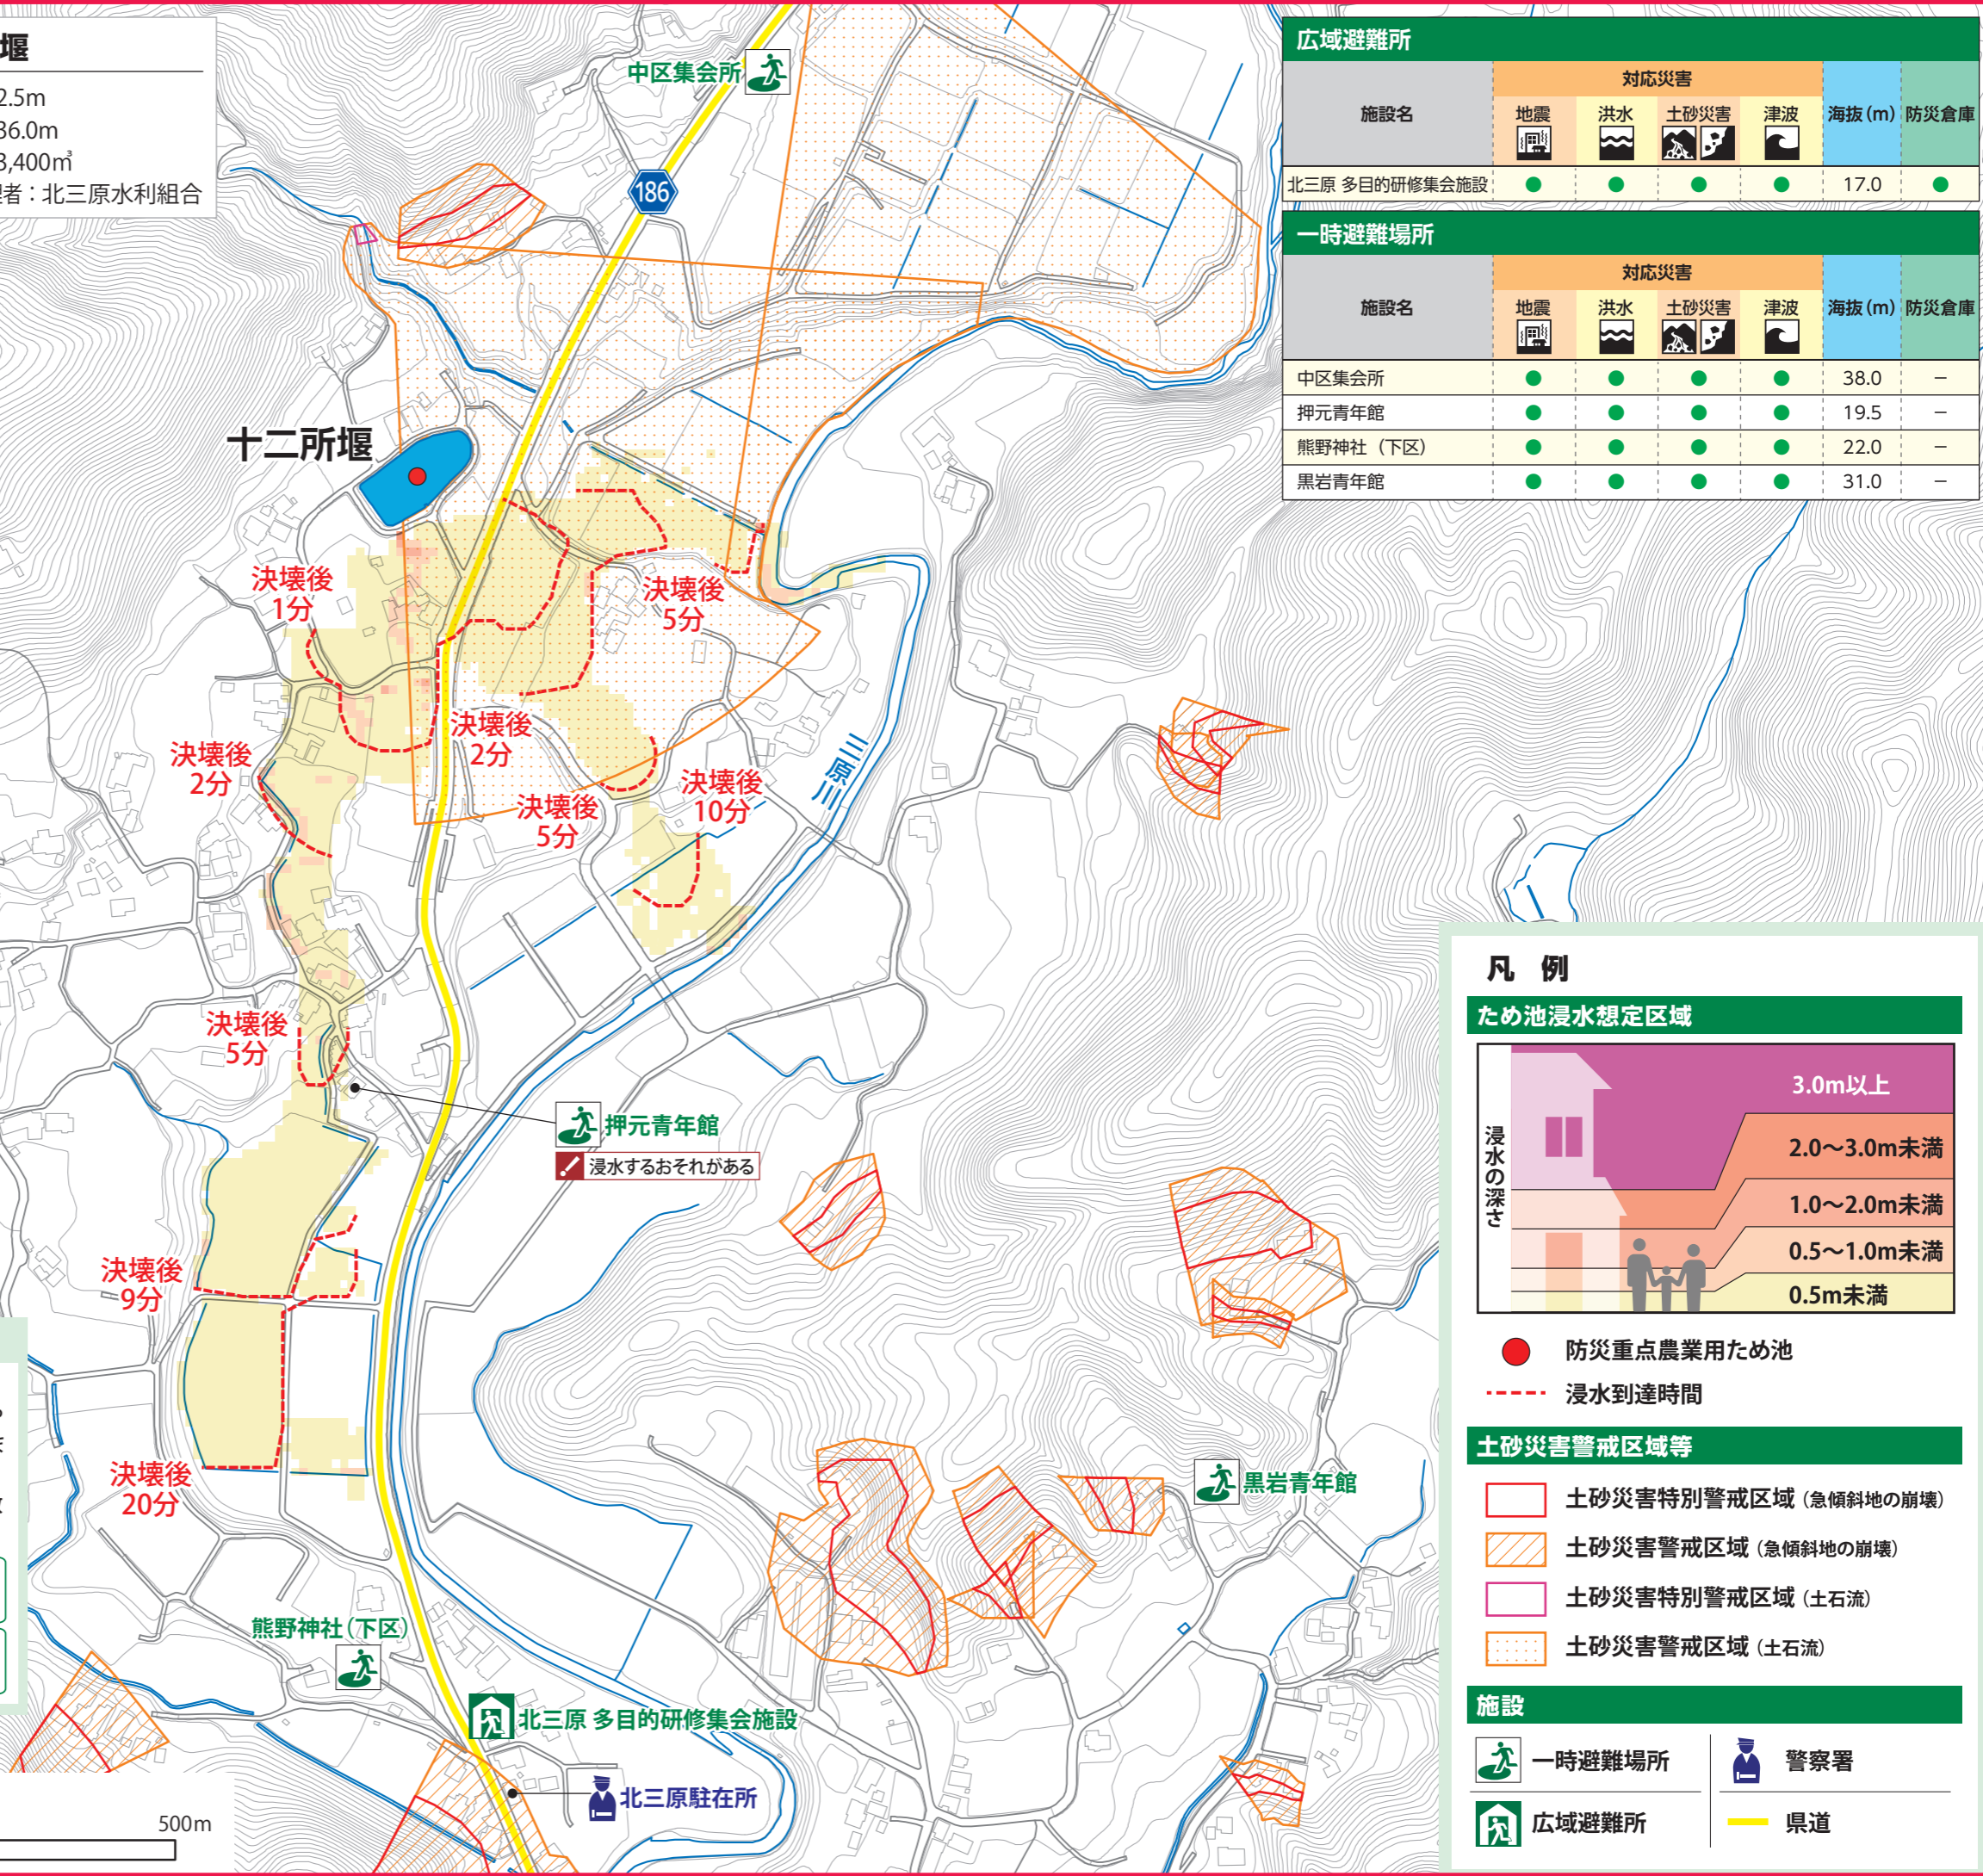 堰
2.5m
36.0m
3,400㎥
者：北三原水利組合
中区集会所
186
十二所堰
決壊後
1分
決壊後
5分
決壊後
2分
決壊後
2分
決壊後
10分
決壊後
5分
三原川
決壊後
5分
押元青年館
浸水するおそれがある
決壊後
9分
決壊後
20分
黒岩青年館
熊野神社（下区）
北三原 多目的研修集会施設
北三原駐在所
500m
広域避難所
施設名
対応災害
地震 洪水 土砂災害 津波
海抜（m） 防災倉庫
北三原 多目的研修集会施設 ● ● ● ● 17.0 ●
一時避難場所
施設名
対応災害
地震 洪水 土砂災害 津波
海抜（m） 防災倉庫
中区集会所 ● ● ● ● 38.0 −
押元青年館 ● ● ● ● 19.5 −
熊野神社（下区） ● ● ● ● 22.0 −
黒岩青年館 ● ● ● ● 31.0 −
凡 例
ため池浸水想定区域
浸水の深さ
3.0m以上
2.0～3.0m未満
1.0～2.0m未満
0.5～1.0m未満
0.5m未満
防災重点農業用ため池
浸水到達時間
土砂災害警戒区域等
土砂災害特別警戒区域（急傾斜地の崩壊）
土砂災害警戒区域（急傾斜地の崩壊）
土砂災害特別警戒区域（土石流）
土砂災害警戒区域（土石流）
施設
一時避難場所
警察署
広域避難所
県道